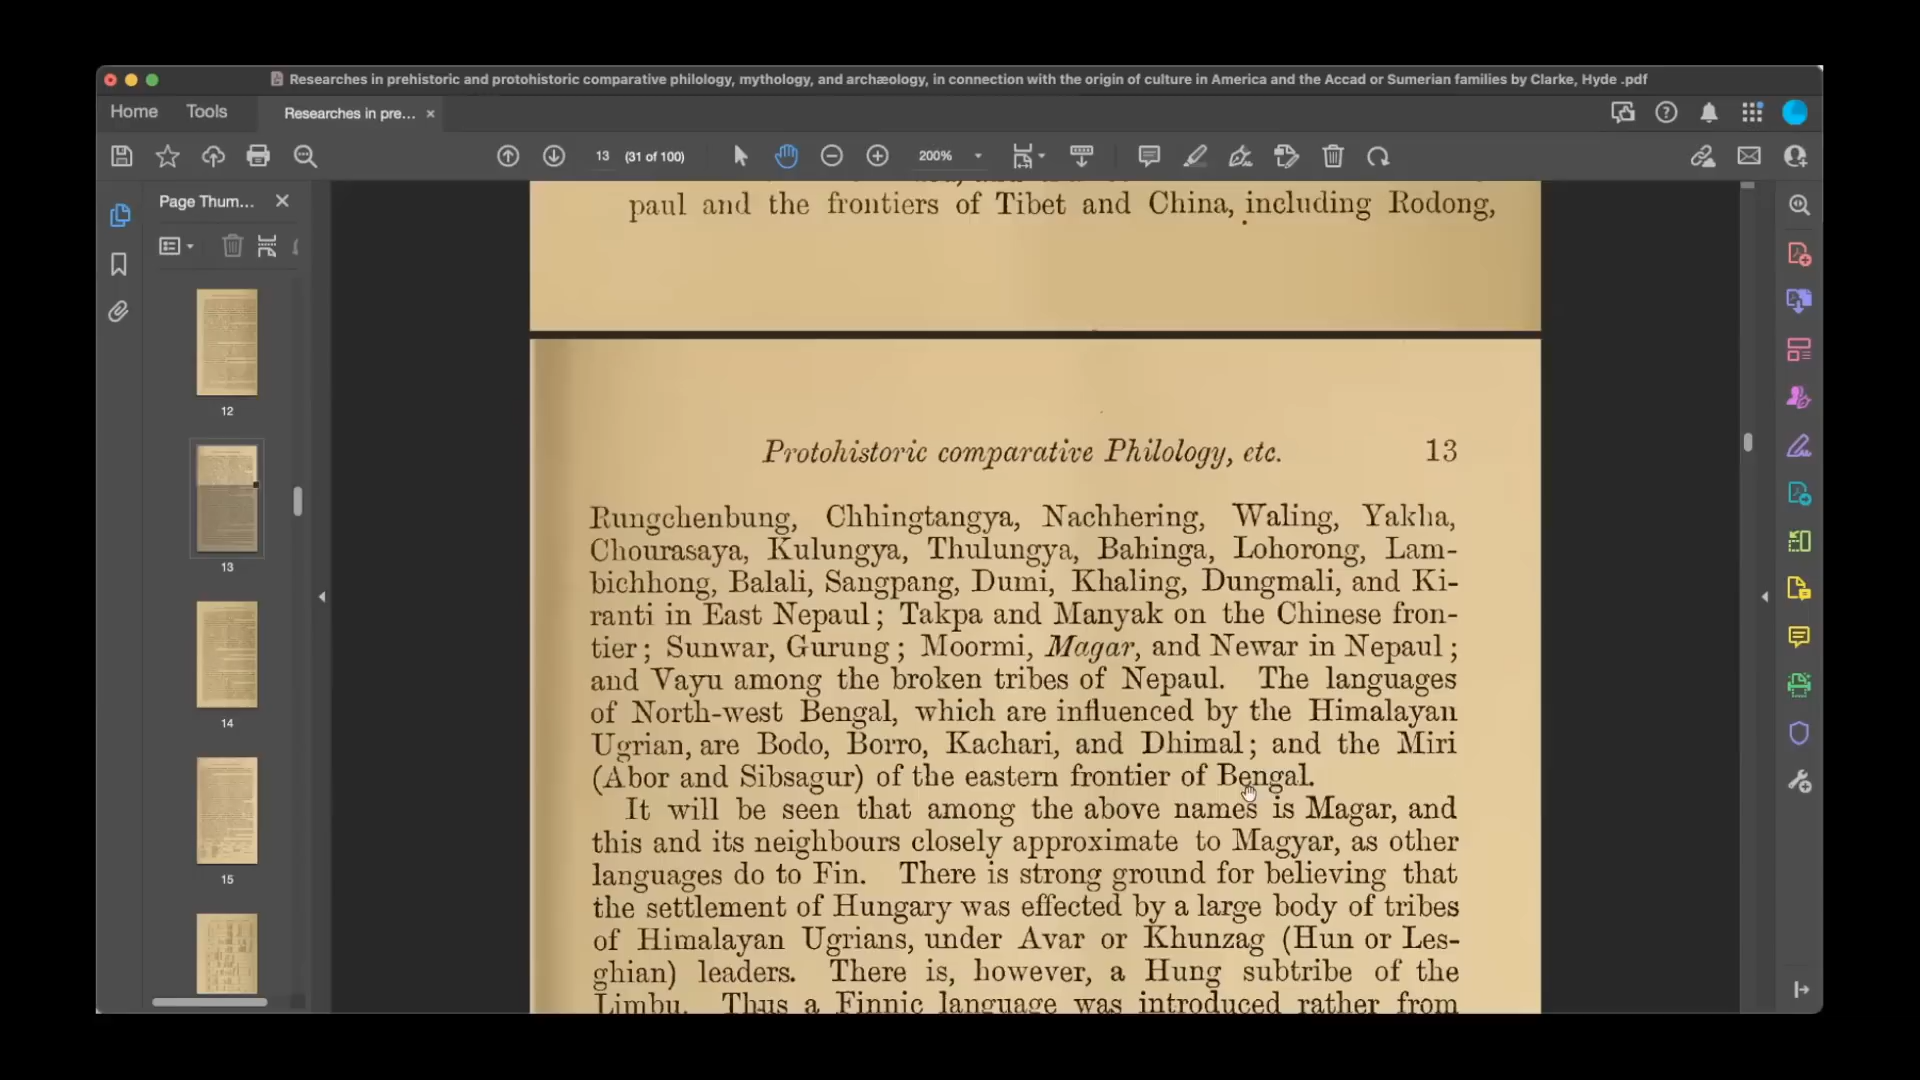 Researches in prehistoric and protohistoric comparative philology, mythology, and archæology, in connection with the origin of culture in America and the Accad or Sumerian families by Clarke, Hyde .pdf
Home Tools Researches in pre... ×
13 (31 of 100) 200%
Page Thum...
12
13
14
15
paul and the frontiers of Tibet and China, including Rodong,
Protohistoric comparative Philology, etc. 13
Rungchenbung, Chhingtangya, Nachhering, Waling, Yakha,
Chourasaya, Kulungya, Thulungya, Bahinga, Lohorong, Lam-
bichhong, Balali, Sangpang, Dumi, Khaling, Dungmali, and Ki-
ranti in East Nepaul; Takpa and Manyak on the Chinese fron-
tier; Sunwar, Gurung; Moormi, Magar, and Newar in Nepaul;
and Vayu among the broken tribes of Nepaul. The languages
of North-west Bengal, which are influenced by the Himalayan
Ugrian, are Bodo, Borro, Kachari, and Dhimal; and the Miri
(Abor and Sibsagur) of the eastern frontier of Bengal.
It will be seen that among the above names is Magar, and
this and its neighbours closely approximate to Magyar, as other
languages do to Fin. There is strong ground for believing that
the settlement of Hungary was effected by a large body of tribes
of Himalayan Ugrians, under Avar or Khunzag (Hun or Les-
ghian) leaders. There is, however, a Hung subtribe of the
Limbu. Thus a Finnic language was introduced rather from